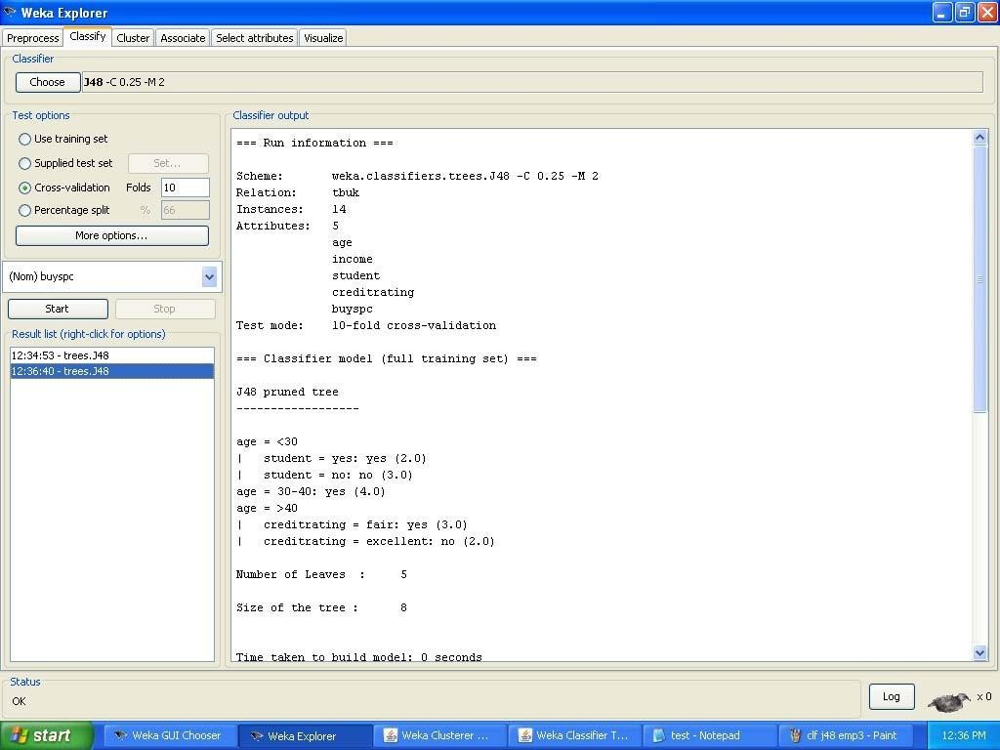 Weka Explorer
Preprocess Classify Cluster Associate Select attributes Visualize
Classifier
Choose J48 -C 0.25 -M 2
Test options
Use training set
Supplied test set Set...
Cross-validation Folds 10
Percentage split % 66
More options...
(Nom) buyspc
Start Stop
Result list (right-click for options)
12:34:53 - trees.J48
12:36:40 - trees.J48
Classifier output
=== Run information ===
Scheme: weka.classifiers.trees.J48 -C 0.25 -M 2
Relation: tbuk
Instances: 14
Attributes: 5
age
income
student
creditrating
buyspc
Test mode: 10-fold cross-validation
=== Classifier model (full training set) ===
J48 pruned tree
------------------
age = <30
| student = yes: yes (2.0)
| student = no: no (3.0)
age = 30-40: yes (4.0)
age = >40
| creditrating = fair: yes (3.0)
| creditrating = excellent: no (2.0)
Number of Leaves : 5
Size of the tree : 8
Time taken to build model: 0 seconds
Status
OK
Log x 0
start Weka GUI Chooser Weka Explorer Weka Clusterer ... Weka Classifier T... test - Notepad clf j48 emp3 - Paint 12:36 PM